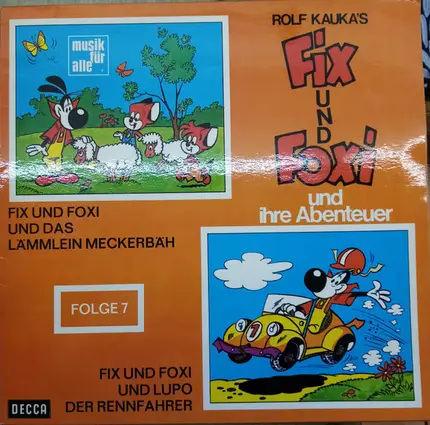 musik
für
alle
ROLF KAUKA'S
Fix
UND
Foxi
und
ihre Abenteuer
FIX UND FOXI
UND DAS
LÄMMLEIN MECKERBÄH
FOLGE 7
1
FIX UND FOXI
UND LUPO
DER RENNFAHRER
DECCA